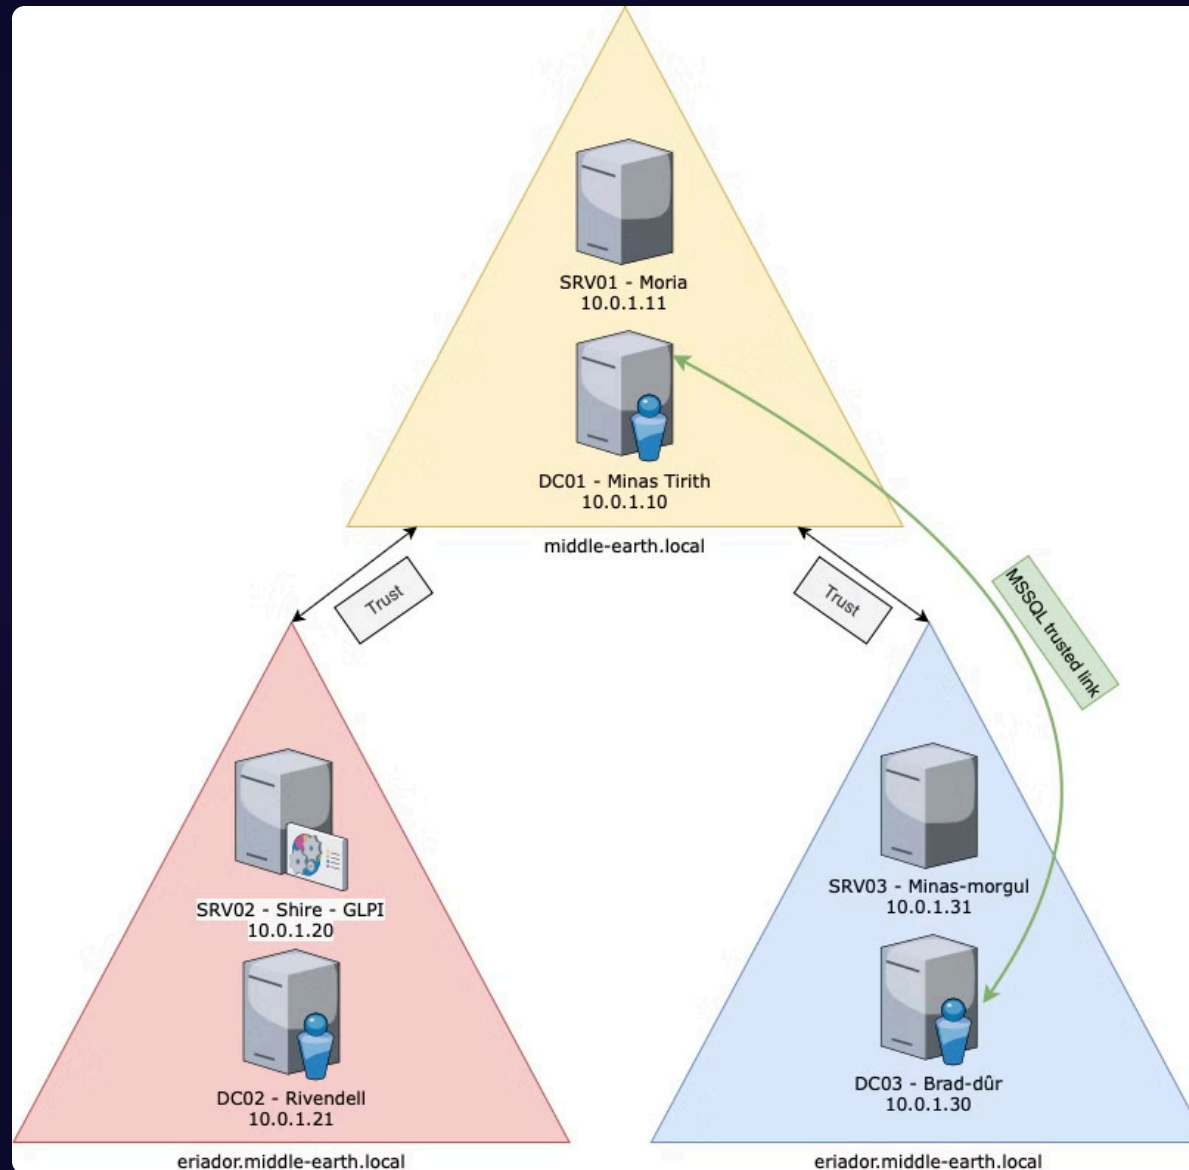 SRV01 - Moria
10.0.1.11
DC01 - Minas Tirith
10.0.1.10
middle-earth.local
Trust
Trust
MSSQL trusted link
SRV02 - Shire - GLPI
10.0.1.20
DC02 - Rivendell
10.0.1.21
eriador.middle-earth.local
SRV03 - Minas-morgul
10.0.1.31
DC03 - Brad-dûr
10.0.1.30
eriador.middle-earth.local